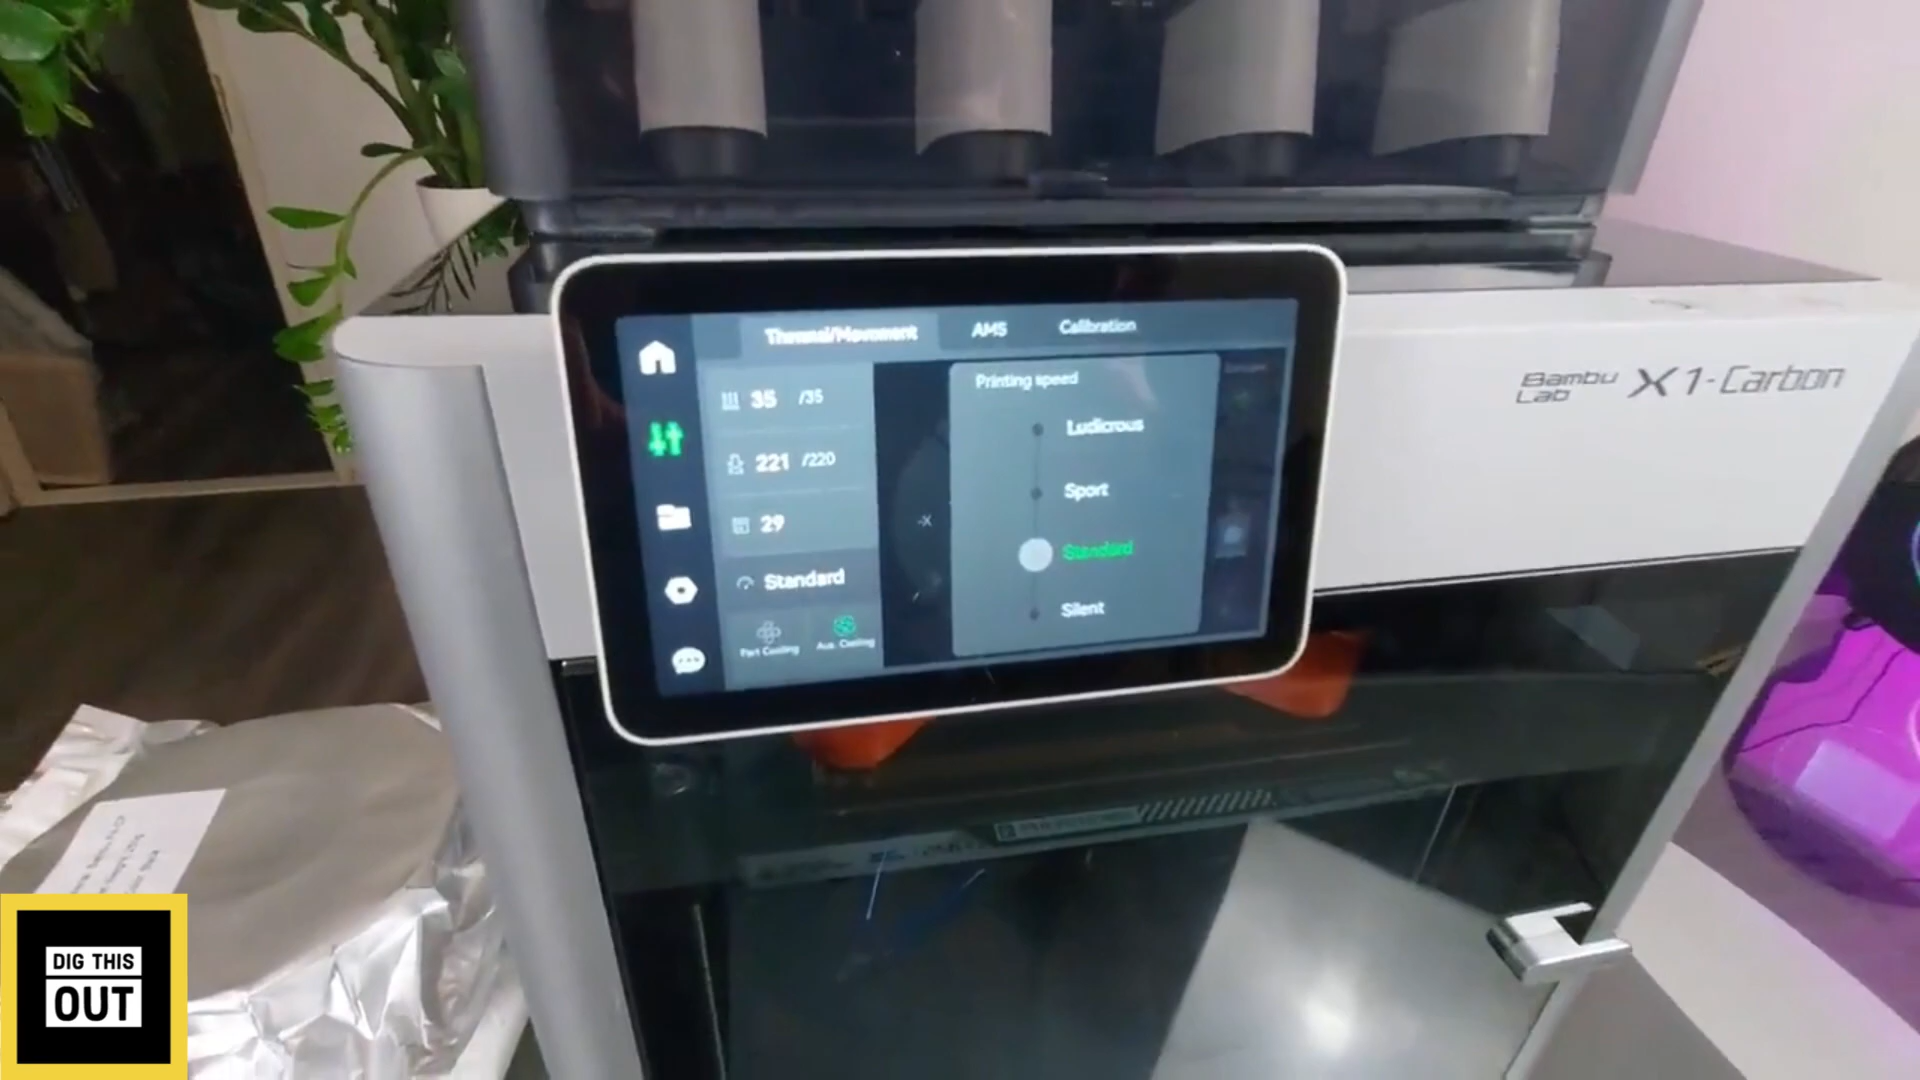 Thermal/Movement
AMS
Calibration
35 /35
221 /220
29
Standard
Part Cooling
Aux. Cooling
-X
Printing speed
Ludicrous
Sport
Standard
Silent
Bambu
Lab
X1-Carbon
DIG THIS
OUT